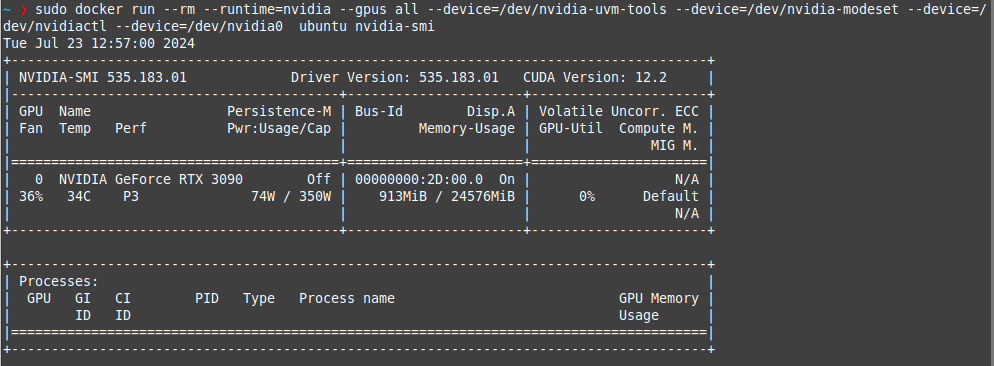 ~ ❯ sudo docker run --rm --runtime=nvidia --gpus all --device=/dev/nvidia-uvm-tools --device=/dev/nvidia-modeset --device=/
dev/nvidiactl --device=/dev/nvidia0  ubuntu nvidia-smi
Tue Jul 23 12:57:00 2024
+---------------------------------------------------------------------------------------+
| NVIDIA-SMI 535.183.01             Driver Version: 535.183.01   CUDA Version: 12.2     |
|-----------------------------------------+----------------------+----------------------+
| GPU  Name                 Persistence-M | Bus-Id        Disp.A | Volatile Uncorr. ECC |
| Fan  Temp   Perf          Pwr:Usage/Cap |         Memory-Usage | GPU-Util  Compute M. |
|                                         |                      |               MIG M. |
|=========================================+======================+======================|
|   0  NVIDIA GeForce RTX 3090        Off | 00000000:2D:00.0  On |                  N/A |
| 36%   34C    P3              74W / 350W |    913MiB / 24576MiB |      0%      Default |
|                                         |                      |                  N/A |
+-----------------------------------------+----------------------+----------------------+

+---------------------------------------------------------------------------------------+
| Processes:                                                                            |
|  GPU   GI   CI        PID   Type   Process name                            GPU Memory |
|        ID   ID                                                             Usage      |
|=======================================================================================|
+---------------------------------------------------------------------------------------+